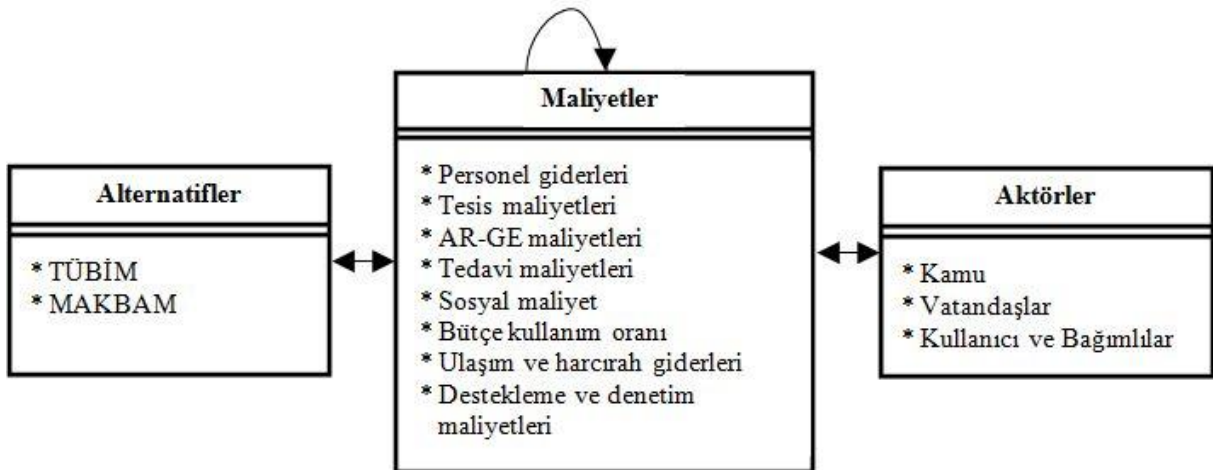 Maliyetler
* Personel giderleri
* Tesis maliyetleri
* AR-GE maliyetleri
* Tedavi maliyetleri
* Sosyal maliyet
* Bütçe kullanım oranı
* Ulaşım ve harcırah giderleri
* Destekleme ve denetim
maliyetleri
Alternatifler
* TÜBİM
* MAKBAM
Aktörler
* Kamu
* Vatandaşlar
* Kullanıcı ve Bağımlılar